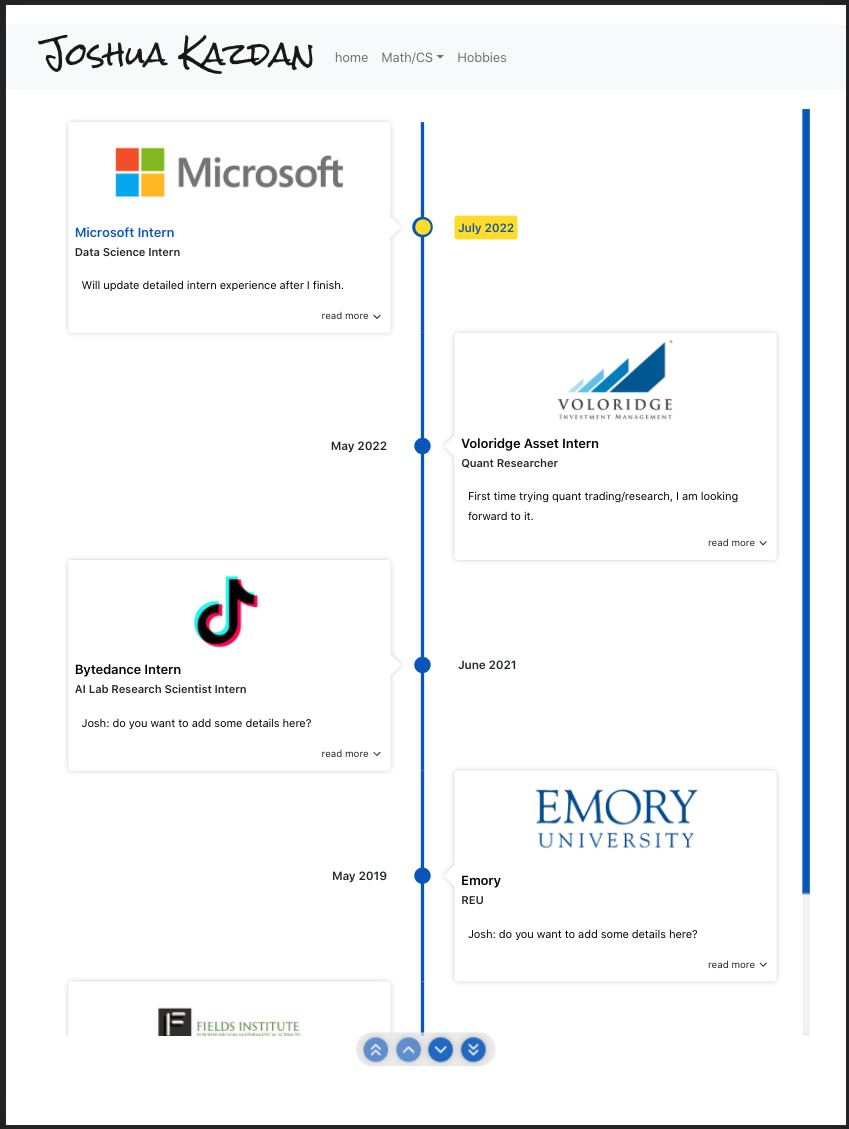 Joshua Kazdan
home Math/CS Hobbies
Microsoft
Microsoft Intern
Data Science Intern
Will update detailed intern experience after I finish.
read more
July 2022
VOLORIDGE
INVESTMENT MANAGEMENT
May 2022
Voloridge Asset Intern
Quant Researcher
First time trying quant trading/research, I am looking
forward to it.
read more
Bytedance Intern
AI Lab Research Scientist Intern
Josh: do you want to add some details here?
read more
June 2021
EMORY
UNIVERSITY
May 2019
Emory
REU
Josh: do you want to add some details here?
read more
FIELDS INSTITUTE